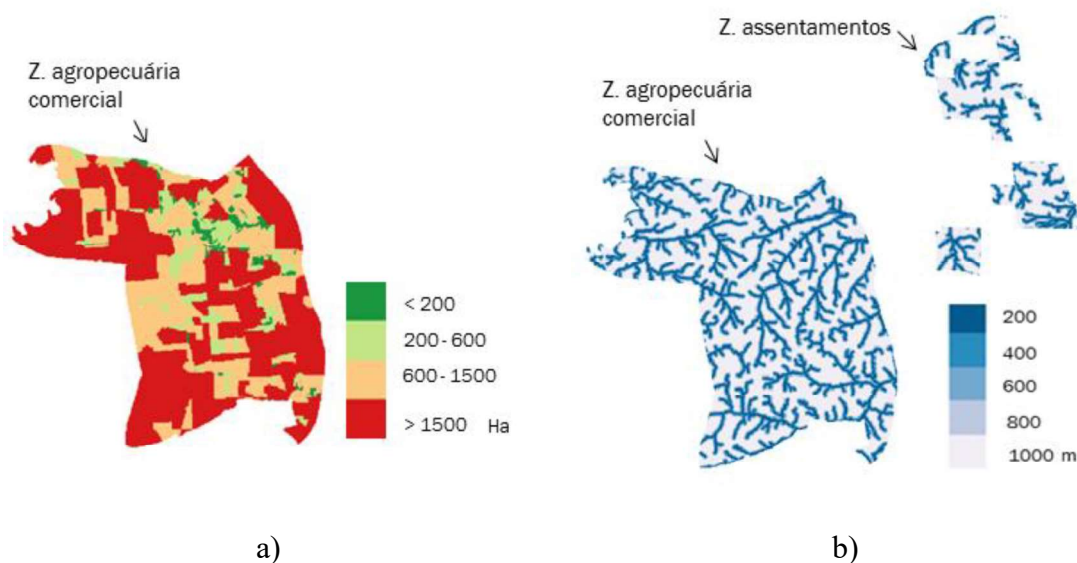 Z. agropecuária
comercial
< 200
200 - 600
600 - 1500
> 1500 Ha
a)
Z. assentamentos
Z. agropecuária
comercial
200
400
600
800
1000 m
b)